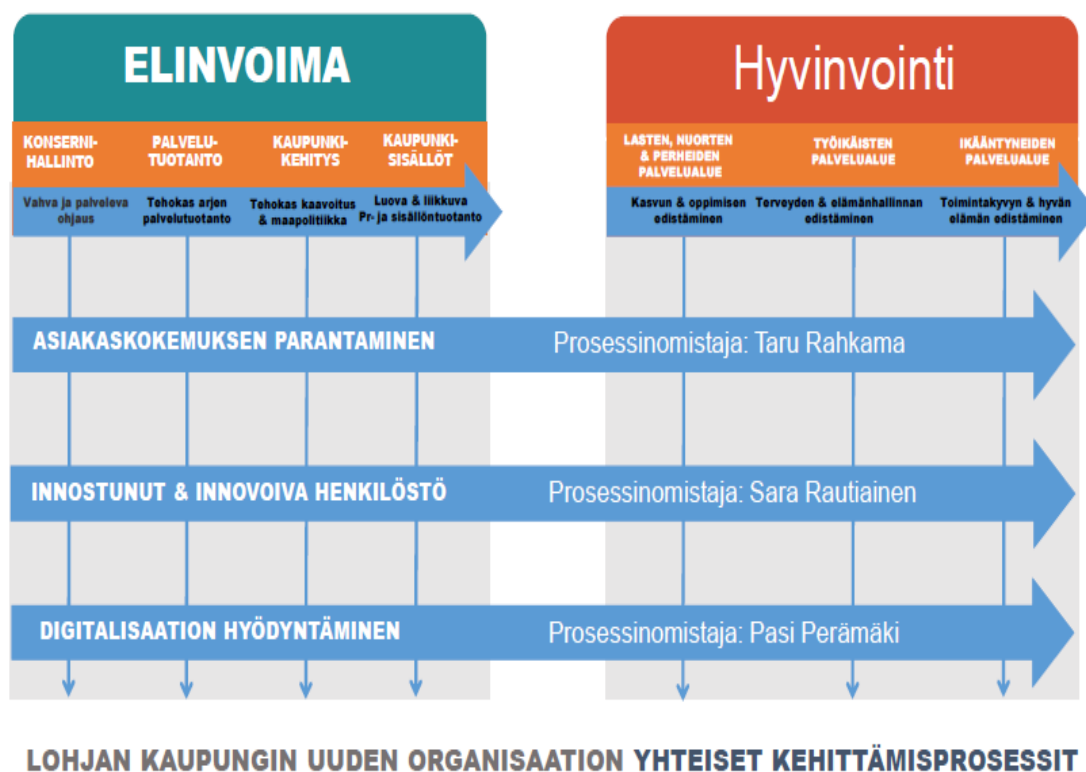 ELINVOIMA
KONSERNI-
HALLINTO
PALVELU-
TUOTANTO
KAUPUNKI-
KEHITYS
KAUPUNKI-
SISÄLLÖT
Vahva ja palveleva
ohjaus
Tehokas arjen
palvelutuotanto
Tehokas kaavoitus
& maapolitiikka
Luova & liikkuva
Pr- ja sisällöntuotanto
Hyvinvointi
LASTEN, NUORTEN
& PERHEIDEN
PALVELUALUE
TYÖIKÄISTEN
PALVELUALUE
IKÄÄNTYNEIDEN
PALVELUALUE
Kasvun & oppimisen
edistäminen
Terveyden & elämänhallinnan
edistäminen
Toimintakyvyn & hyvän
elämän edistäminen
ASIAKASKOKEMUKSEN PARANTAMINEN Prosessinomistaja: Taru Rahkama
INNOSTUNUT & INNOVOIVA HENKILÖSTÖ Prosessinomistaja: Sara Rautiainen
DIGITALISAATION HYÖDYNTÄMINEN Prosessinomistaja: Pasi Perämäki
LOHJAN KAUPUNGIN UUDEN ORGANISAATION YHTEISET KEHITTÄMISPROSESSIT